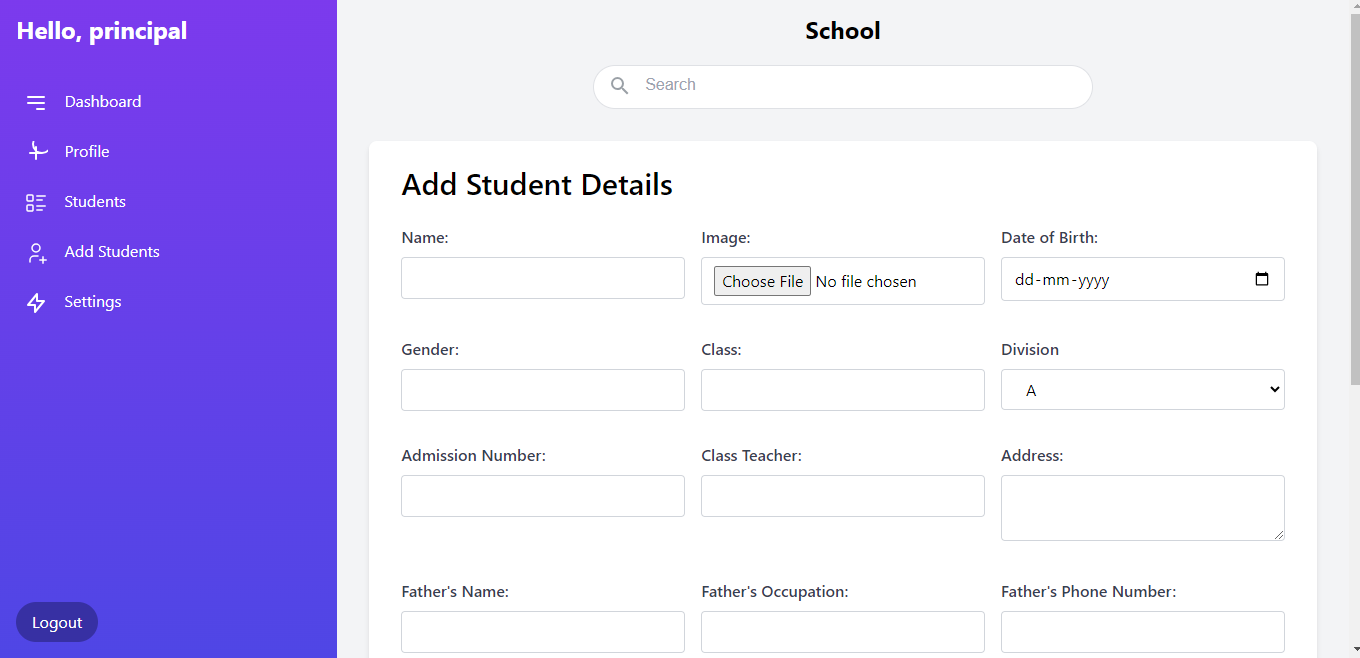 Hello, principal
Dashboard
Profile
Students
Add Students
Settings
Logout
School
Search
Add Student Details
Name:
Image:
Date of Birth:
Choose File No file chosen
dd-mm-yyyy
Gender:
Class:
Division
A
Admission Number:
Class Teacher:
Address:
Father's Name:
Father's Occupation:
Father's Phone Number: